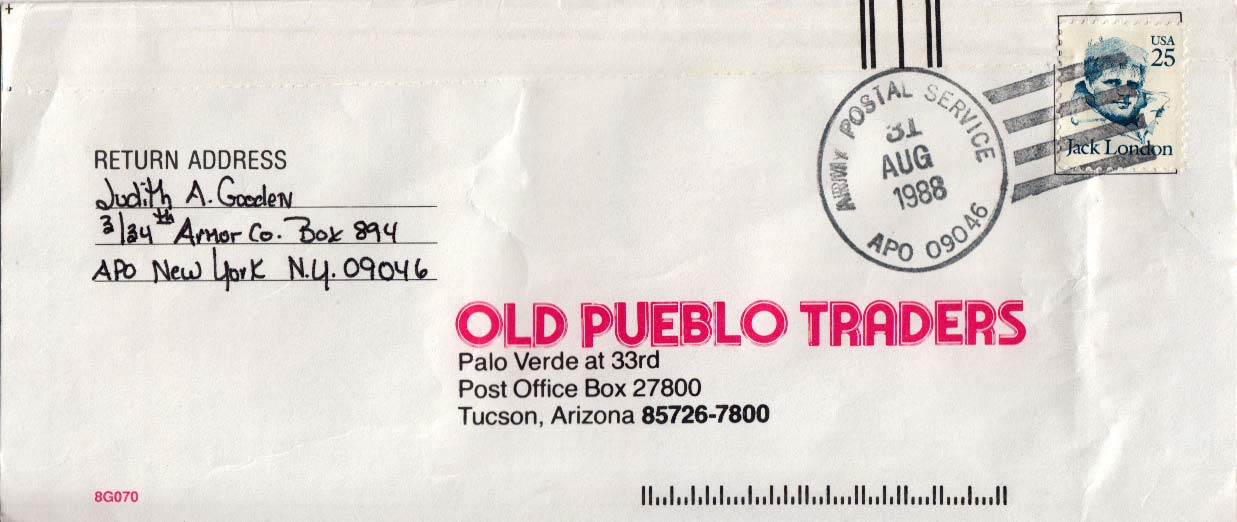 USA
25
Jack London
ARMY POSTAL SERVICE
31
AUG
1988
APO 09046
RETURN ADDRESS
Judith A. Gooden
3/34th Armor Co. Box 894
APO New York N.Y. 09046
OLD PUEBLO TRADERS
Palo Verde at 33rd
Post Office Box 27800
Tucson, Arizona 85726-7800
8G070